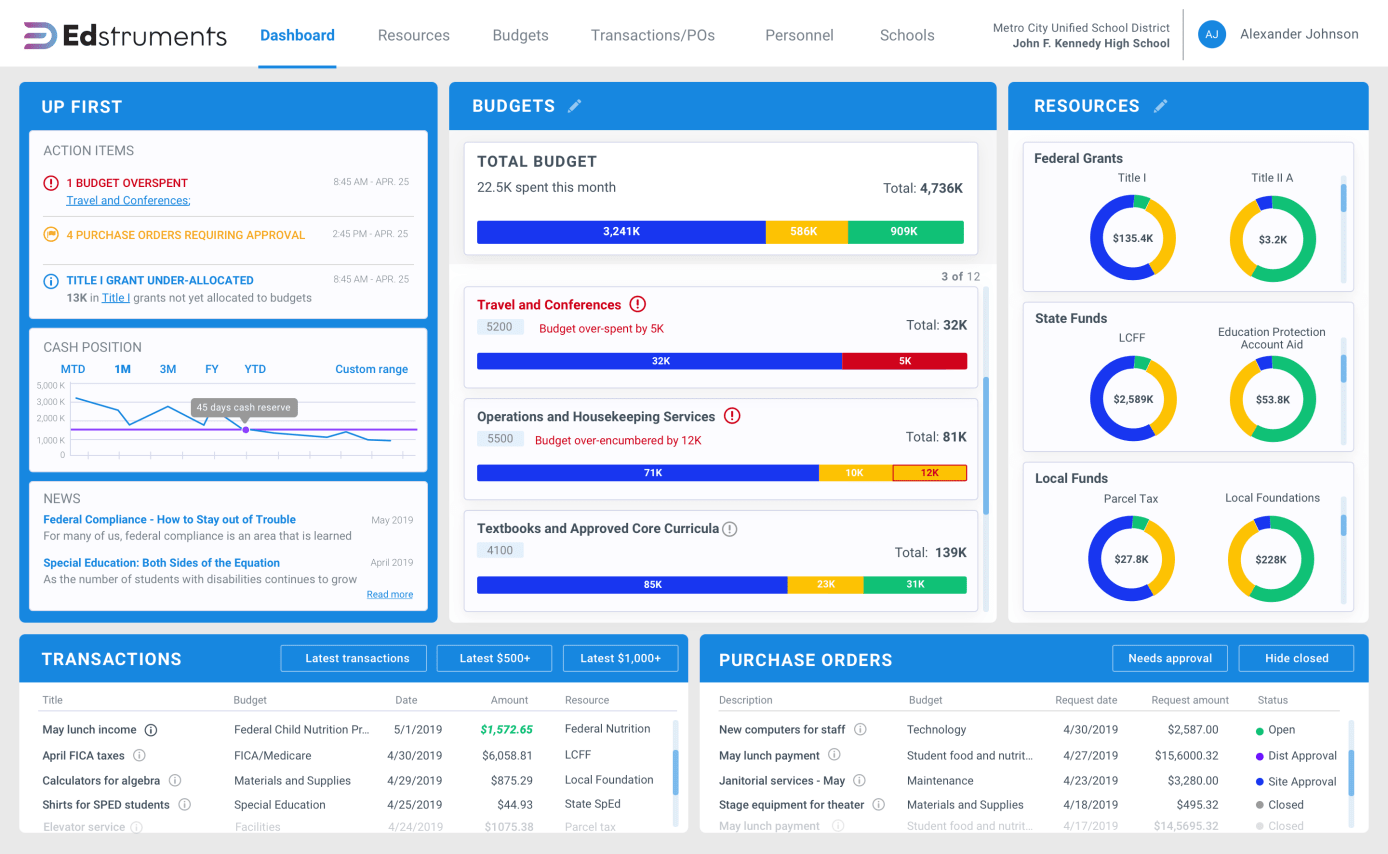 Edstruments
Dashboard
Resources
Budgets
Transactions/POs
Personnel
Schools
Metro City Unified School District
John F. Kennedy High School
AJ
Alexander Johnson
UP FIRST
ACTION ITEMS
1 BUDGET OVERSPENT 8:45 AM - APR. 25
Travel and Conferences;
4 PURCHASE ORDERS REQUIRING APPROVAL 2:45 PM - APR. 25
TITLE I GRANT UNDER-ALLOCATED 8:45 AM - APR. 25
13K in Title I grants not yet allocated to budgets
CASH POSITION
MTD 1M 3M FY YTD Custom range
5,000 K
3,000 K
45 days cash reserve
2,000 K
1,000 K
0
NEWS
Federal Compliance - How to Stay out of Trouble May 2019
For many of us, federal compliance is an area that is learned
Special Education: Both Sides of the Equation April 2019
As the number of students with disabilities continues to grow
Read more
BUDGETS
TOTAL BUDGET
22.5K spent this month Total: 4,736K
3,241K 586K 909K
3 of 12
Travel and Conferences
5200 Budget over-spent by 5K Total: 32K
32K 5K
Operations and Housekeeping Services
5500 Budget over-encumbered by 12K Total: 81K
71K 10K 12K
Textbooks and Approved Core Curricula
4100 Total: 139K
85K 23K 31K
RESOURCES
Federal Grants
Title I Title II A
$135.4K $3.2K
State Funds
LCFF Education Protection
Account Aid
$2,589K $53.8K
Local Funds
Parcel Tax Local Foundations
$27.8K $228K
TRANSACTIONS
Latest transactions Latest $500+ Latest $1,000+
Title Budget Date Amount Resource
May lunch income Federal Child Nutrition Pr... 5/1/2019 $1,572.65 Federal Nutrition
April FICA taxes FICA/Medicare 4/30/2019 $6,058.81 LCFF
Calculators for algebra Materials and Supplies 4/29/2019 $875.29 Local Foundation
Shirts for SPED students Special Education 4/25/2019 $44.93 State SpEd
Elevator service Facilities 4/24/2019 $1075.38 Parcel tax
PURCHASE ORDERS
Needs approval Hide closed
Description Budget Request date Request amount Status
New computers for staff Technology 4/30/2019 $2,587.00 Open
May lunch payment Student food and nutrit... 4/27/2019 $15,6000.32 Dist Approval
Janitorial services - May Maintenance 4/23/2019 $3,280.00 Site Approval
Stage equipment for theater Materials and Supplies 4/18/2019 $495.32 Closed
May lunch payment Student food and nutrit... 4/17/2019 $14,5695.32 Closed